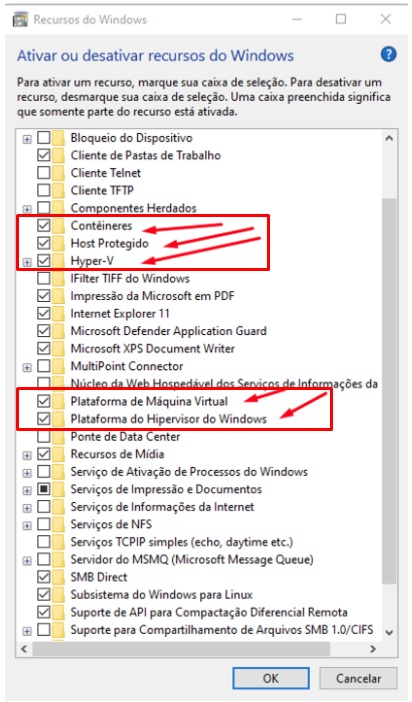 Recursos do Windows
Ativar ou desativar recursos do Windows
Para ativar um recurso, marque sua caixa de seleção. Para desativar um
recurso, desmarque sua caixa de seleção. Uma caixa preenchida significa
que somente parte do recurso está ativada.
Bloqueio do Dispositivo
Cliente de Pastas de Trabalho
Cliente Telnet
Cliente TFTP
Componentes Herdados
Contêineres
Host Protegido
Hyper-V
IFilter TIFF do Windows
Impressão da Microsoft em PDF
Internet Explorer 11
Microsoft Defender Application Guard
Microsoft XPS Document Writer
MultiPoint Connector
Núcleo da Web Hospedável dos Serviços de Informações da
Plataforma de Máquina Virtual
Plataforma do Hipervisor do Windows
Ponte de Data Center
Recursos de Mídia
Serviço de Ativação de Processos do Windows
Serviços de Impressão e Documentos
Serviços de Informações da Internet
Serviços de NFS
Serviços TCPIP simples (echo, daytime etc.)
Servidor do MSMQ (Microsoft Message Queue)
SMB Direct
Subsistema do Windows para Linux
Suporte de API para Compactação Diferencial Remota
Suporte para Compartilhamento de Arquivos SMB 1.0/CIFS
OK
Cancelar